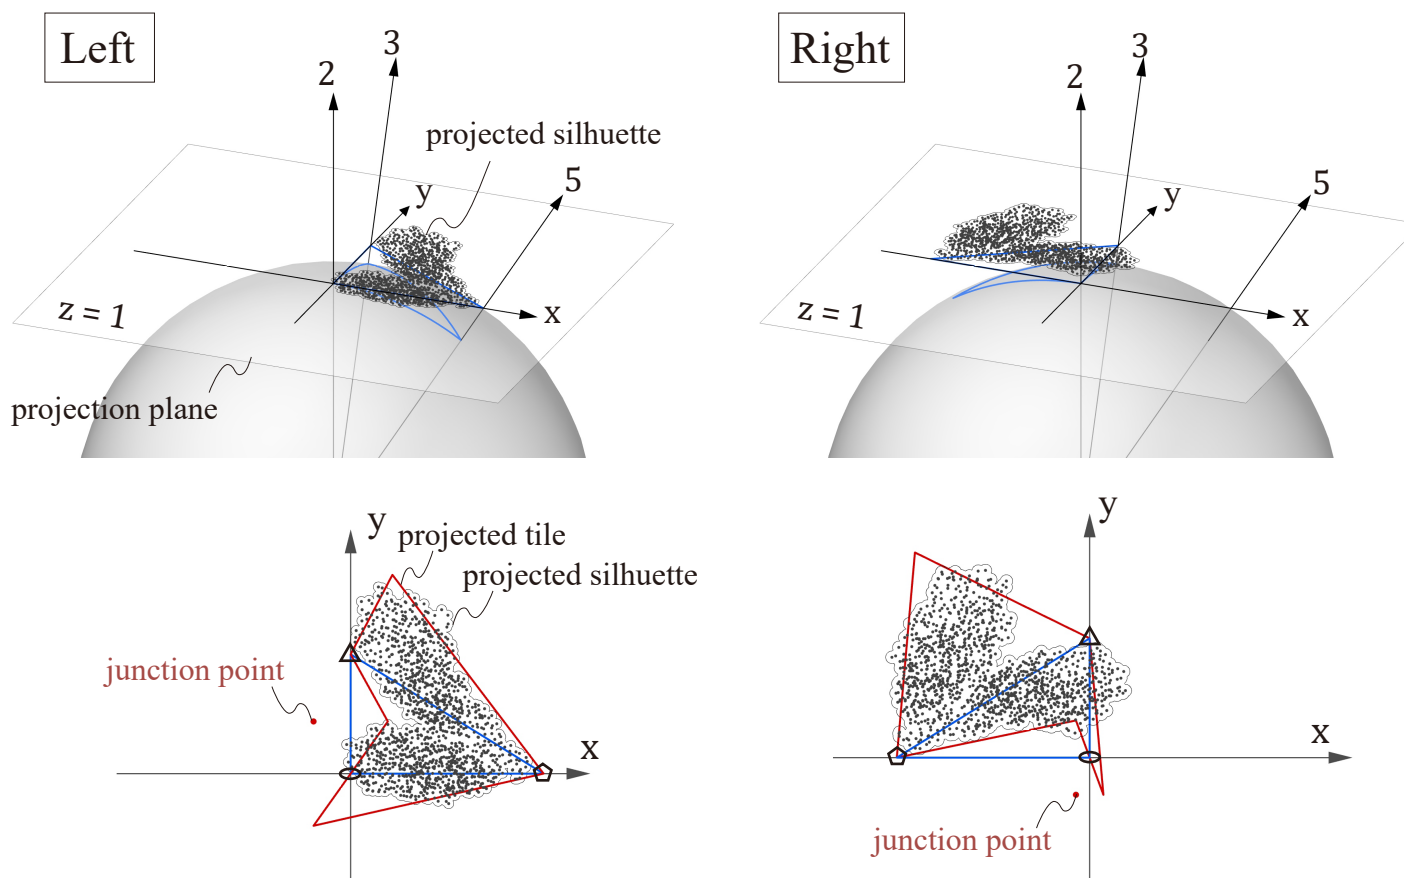 Left
2
3
projected silhuette
5
y
x
z = 1
projection plane
Right
2
3
5
y
x
z = 1
y
projected tile
projected silhuette
junction point
x
y
x
junction point